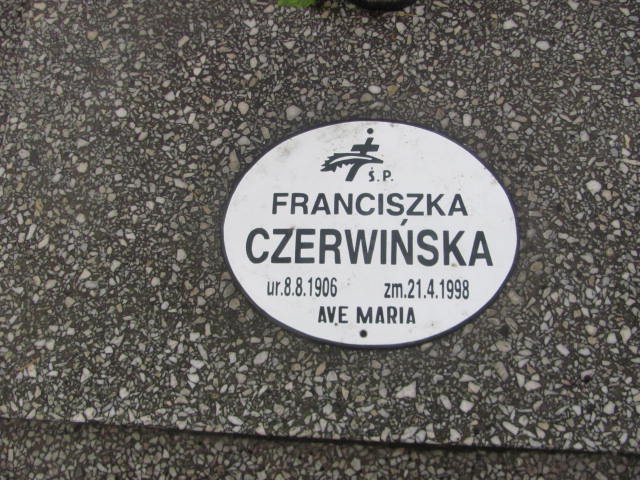 Ś.P.
FRANCISZKA
CZERWIŃSKA
ur.8.8.1906 zm.21.4.1998
AVE MARIA